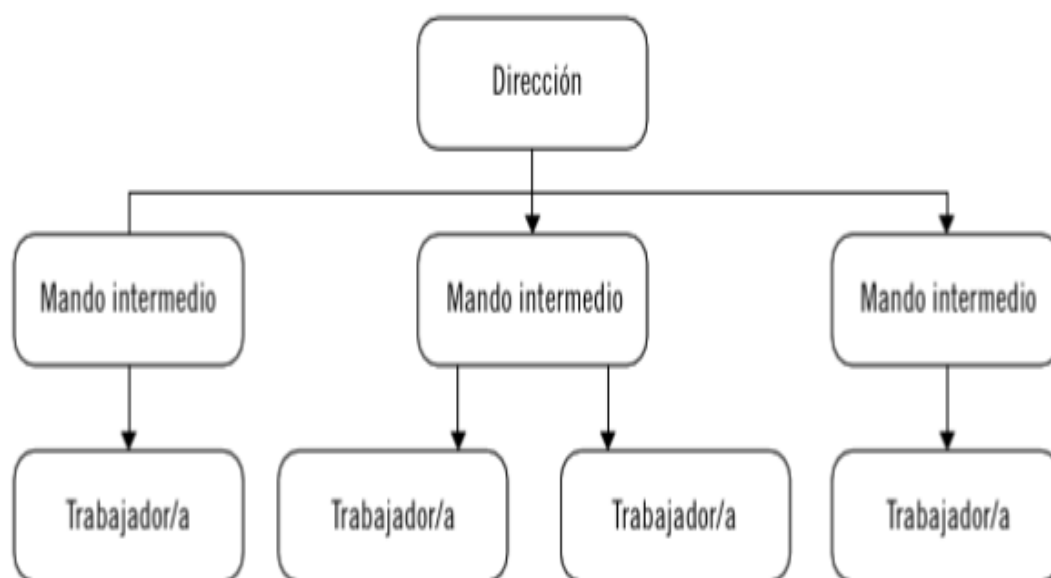 Dirección
Mando intermedio
Mando intermedio
Mando intermedio
Trabajador/a
Trabajador/a
Trabajador/a
Trabajador/a